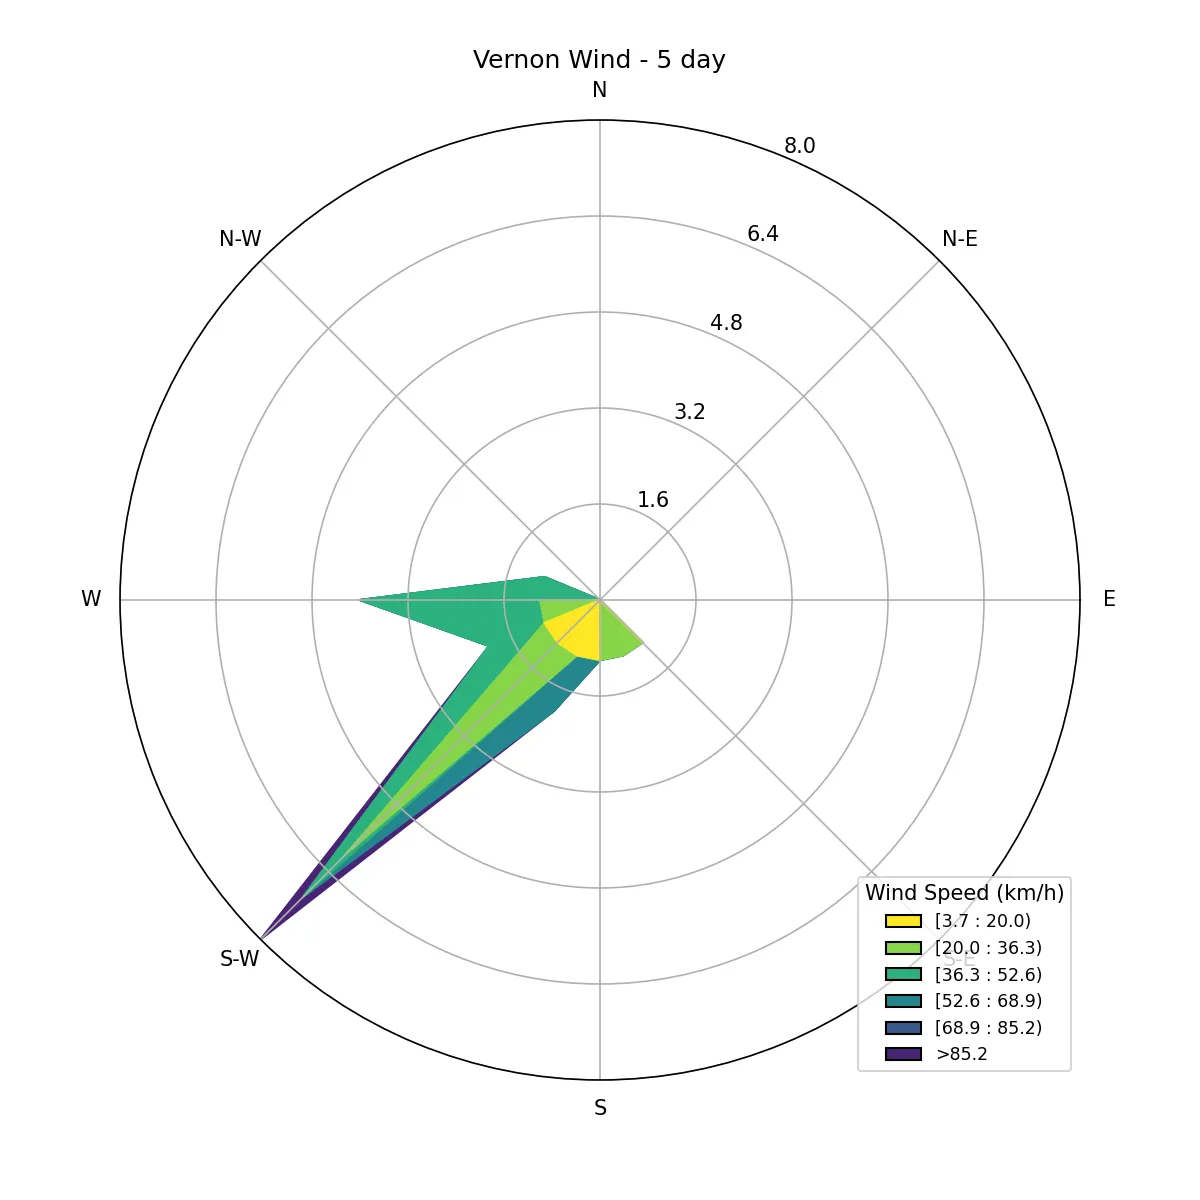 Vernon Wind - 5 day
N
8.0
N-W
6.4
N-E
4.8
3.2
1.6
W
E
S-W
S-E
S
Wind Speed (km/h)
[3.7 : 20.0)
[20.0 : 36.3)
[36.3 : 52.6)
[52.6 : 68.9)
[68.9 : 85.2)
>85.2